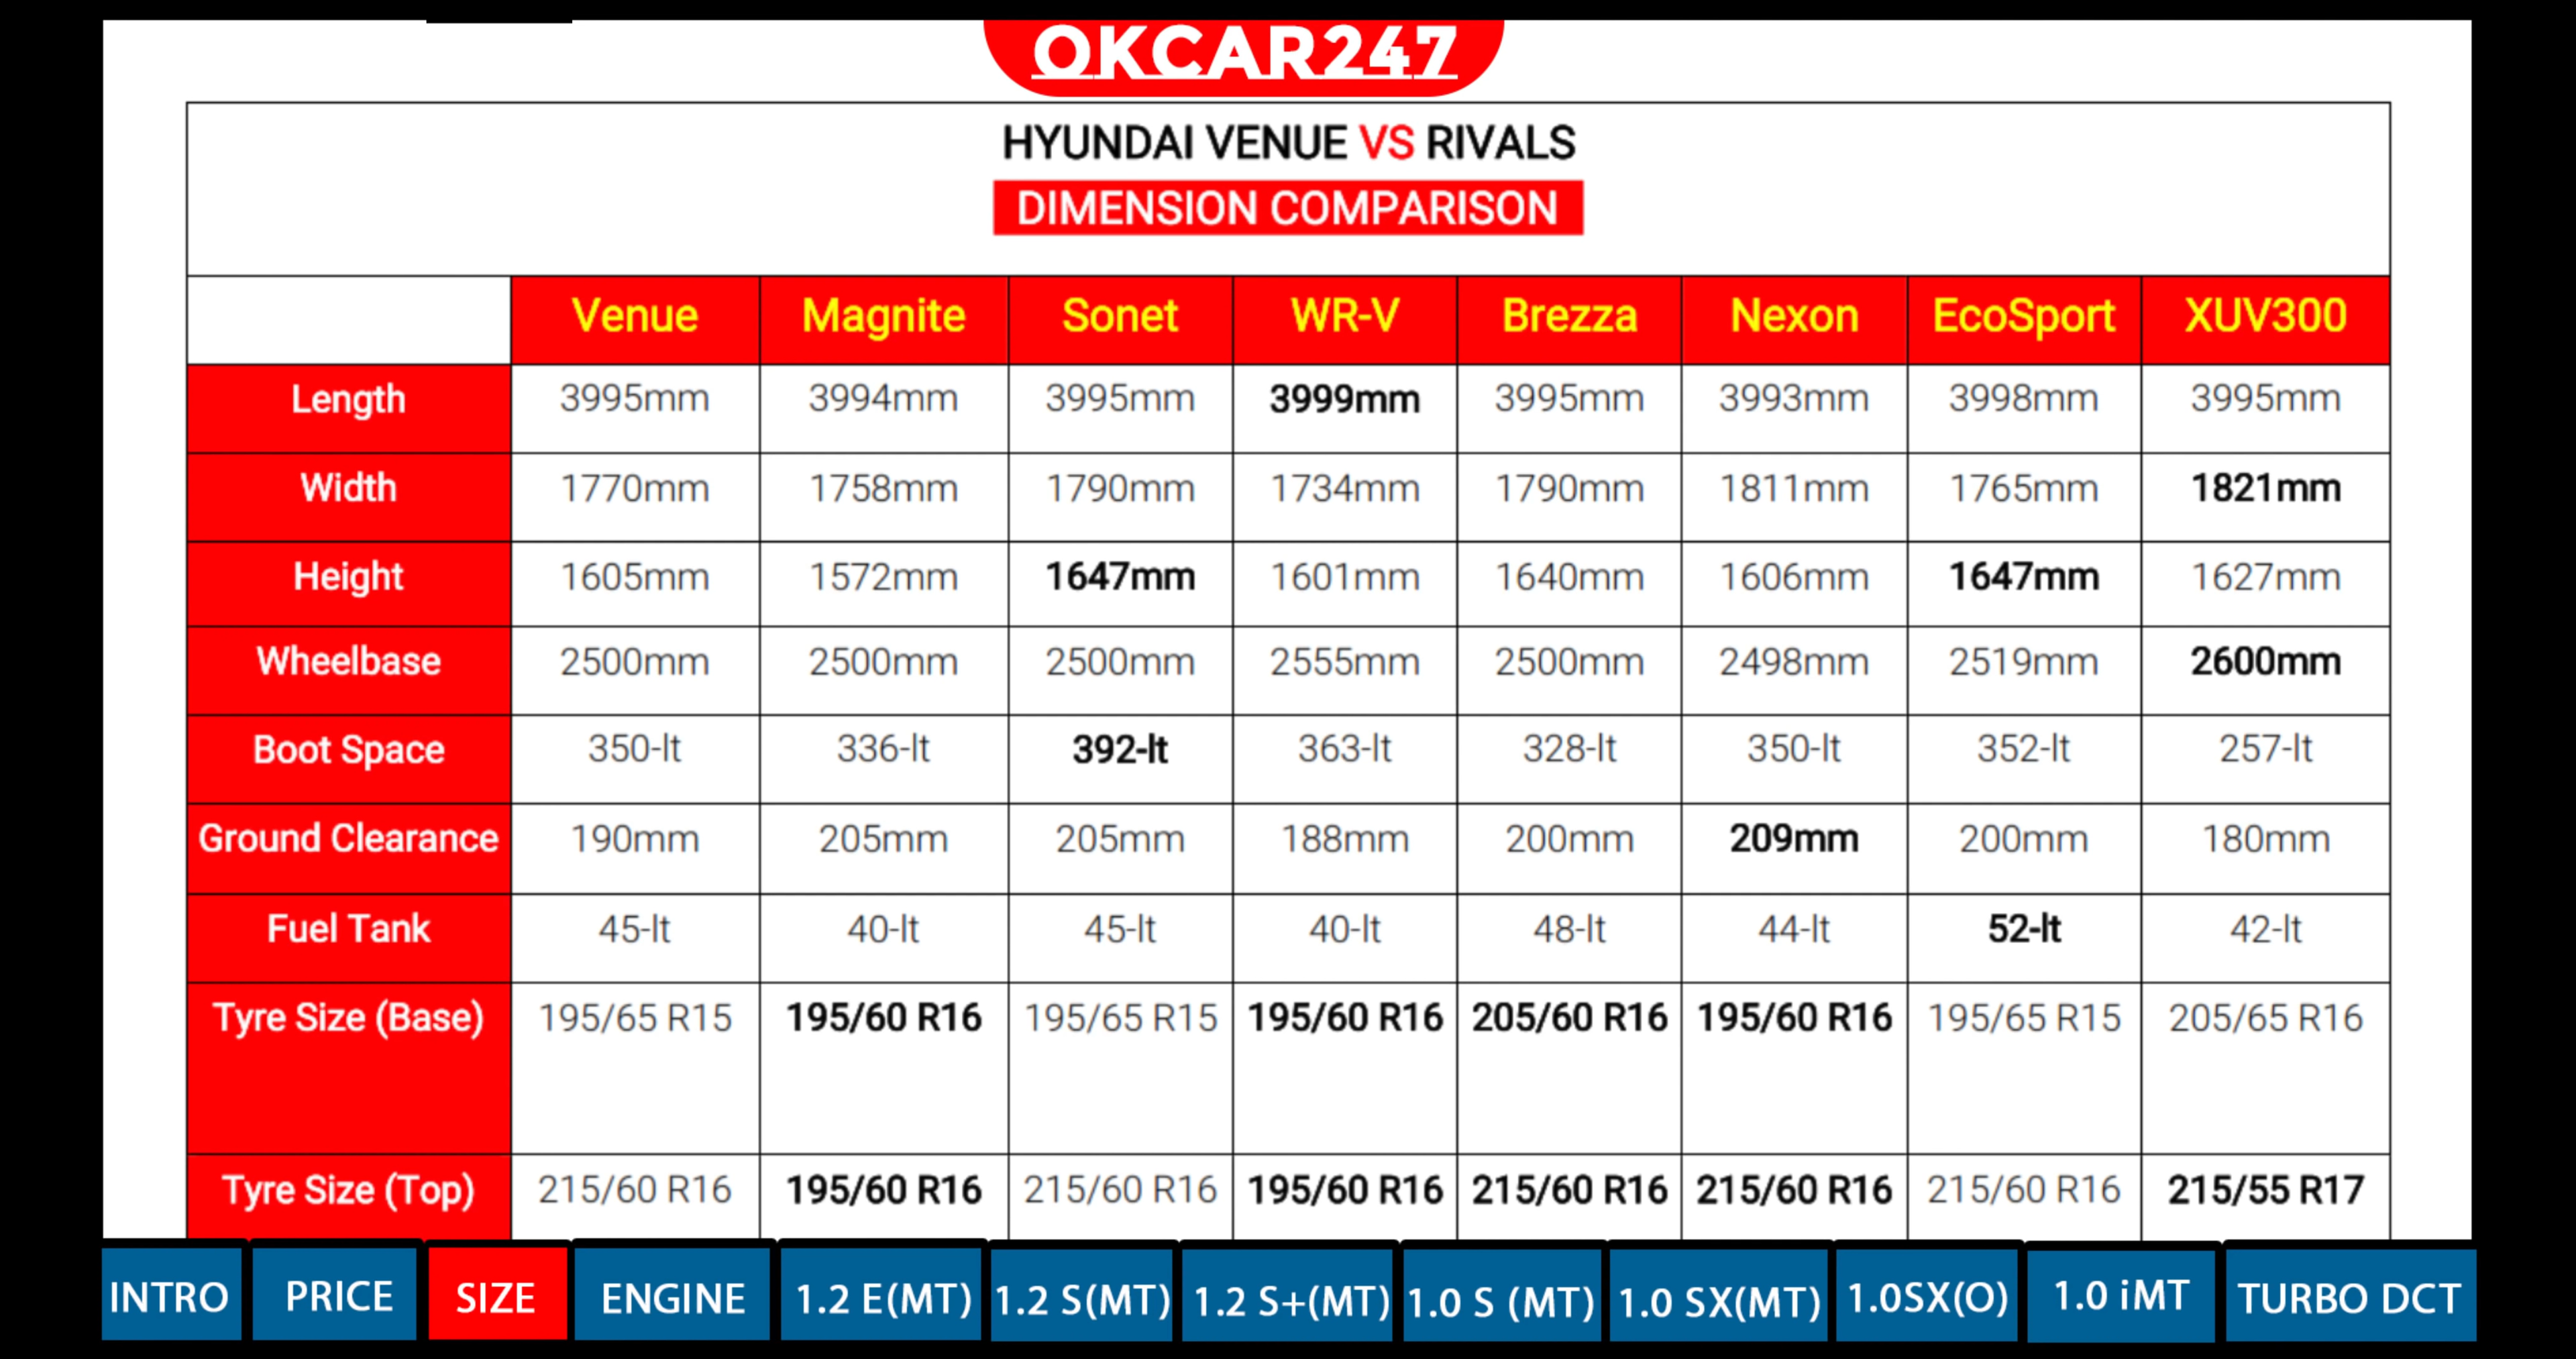 OKCAR247
HYUNDAI VENUE VS RIVALS
DIMENSION COMPARISON
Venue Magnite Sonet WR-V Brezza Nexon EcoSport XUV300
Length 3995mm 3994mm 3995mm 3999mm 3995mm 3993mm 3998mm 3995mm
Width 1770mm 1758mm 1790mm 1734mm 1790mm 1811mm 1765mm 1821mm
Height 1605mm 1572mm 1647mm 1601mm 1640mm 1606mm 1647mm 1627mm
Wheelbase 2500mm 2500mm 2500mm 2555mm 2500mm 2498mm 2519mm 2600mm
Boot Space 350-lt 336-lt 392-lt 363-lt 328-lt 350-lt 352-lt 257-lt
Ground Clearance 190mm 205mm 205mm 188mm 200mm 209mm 200mm 180mm
Fuel Tank 45-lt 40-lt 45-lt 40-lt 48-lt 44-lt 52-lt 42-lt
Tyre Size (Base) 195/65 R15 195/60 R16 195/65 R15 195/60 R16 205/60 R16 195/60 R16 195/65 R15 205/65 R16
Tyre Size (Top) 215/60 R16 195/60 R16 215/60 R16 195/60 R16 215/60 R16 215/60 R16 215/60 R16 215/55 R17
INTRO PRICE SIZE ENGINE 1.2 E(MT) 1.2 S(MT) 1.2 S+(MT) 1.0 S (MT) 1.0 SX(MT) 1.0SX(O) 1.0 iMT TURBO DCT